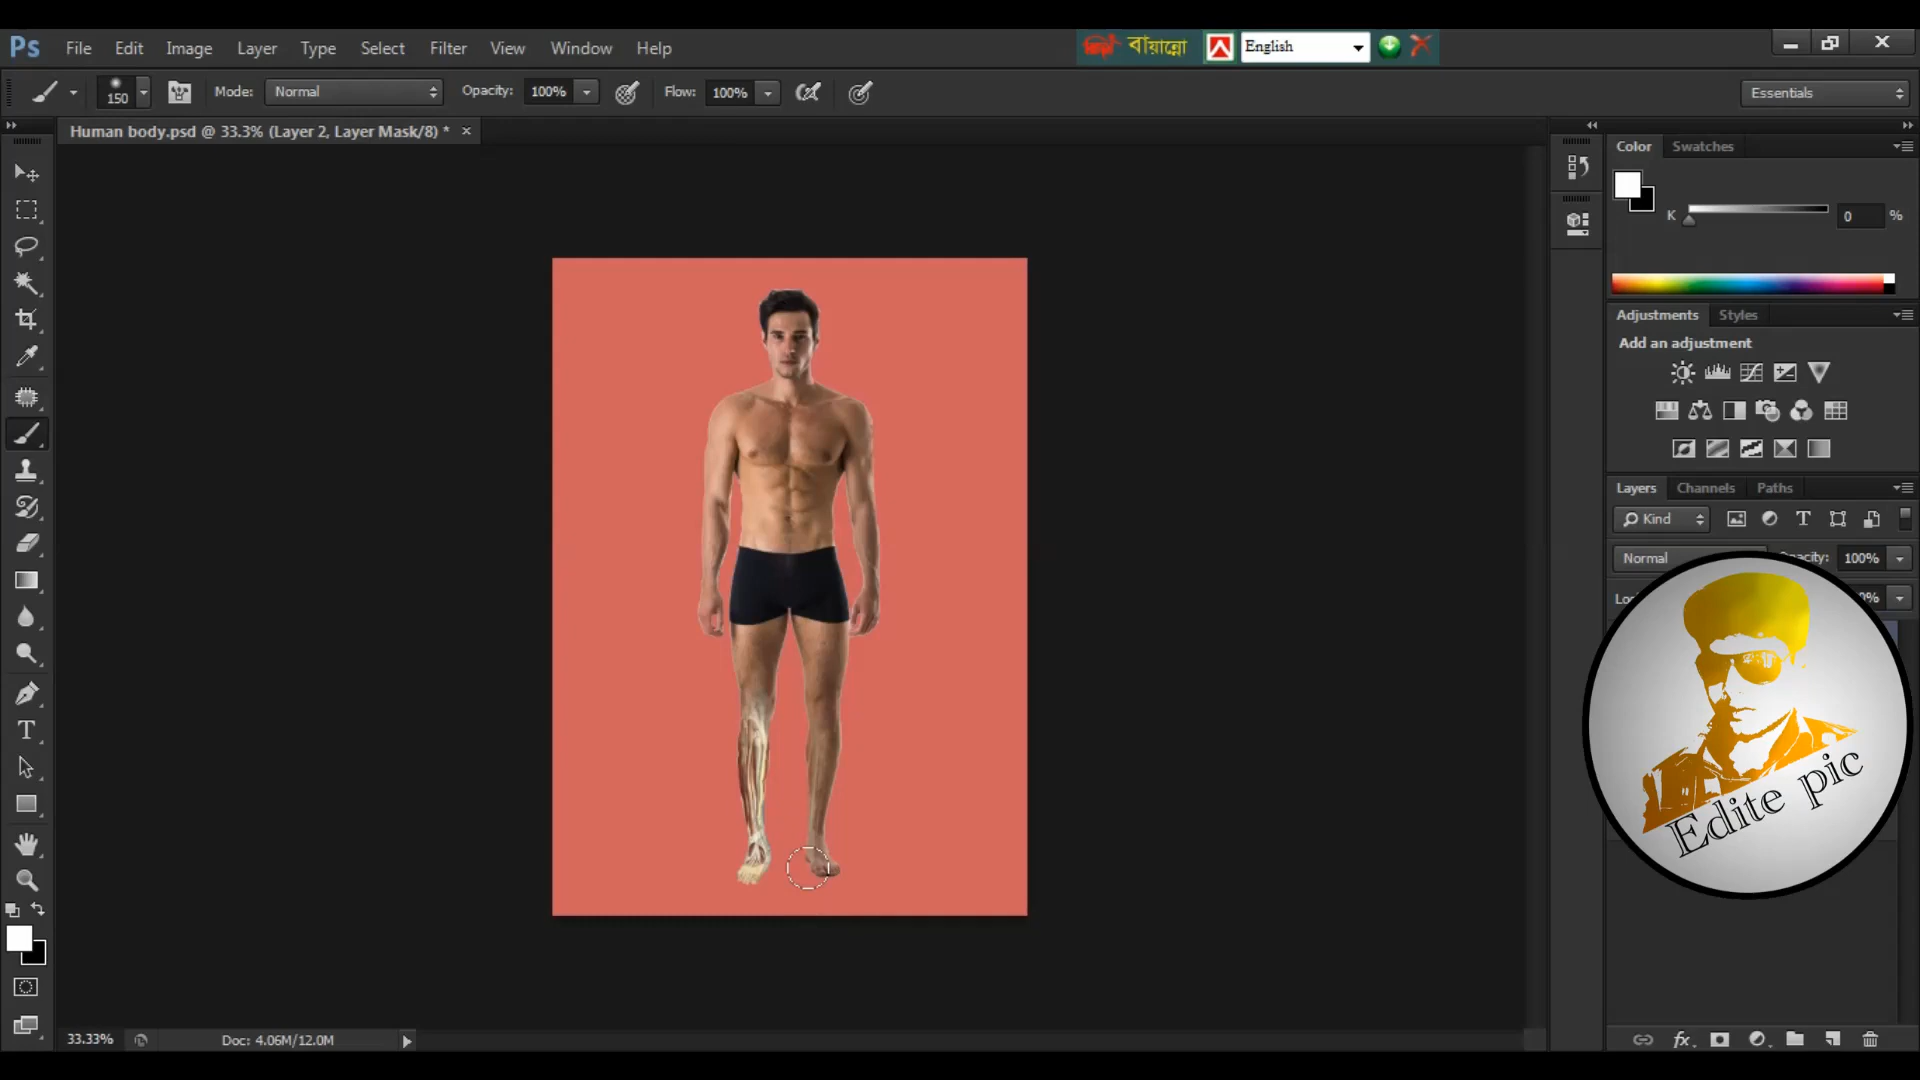 Ps File Edit Image Layer Type Select Filter View Window Help
বায়ান্নো English
150 Mode: Normal Opacity: 100% Flow: 100% Essentials
Human body.psd @ 33.3% (Layer 2, Layer Mask/8) * ×
Color Swatches
K 0 %
Adjustments Styles
Add an adjustment
Layers Channels Paths
Kind
Normal Opacity: 100%
Edite pic
33.33% Doc: 4.06M/12.0M
fx